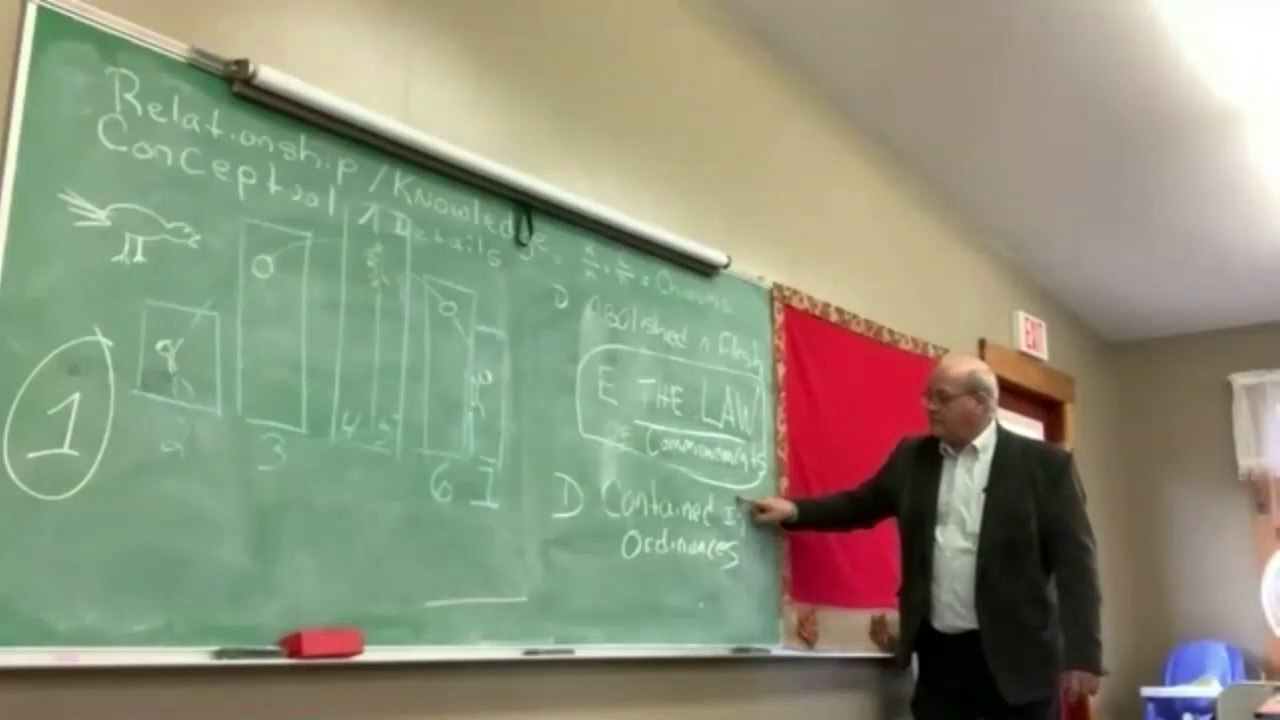 Relationship/Knowledge
Conceptual Details
D Abolished n Flesh
E THE LAW
OF Commandments
D Contained In
Ordinances
1
2
3
4 5
6 7
EXIT